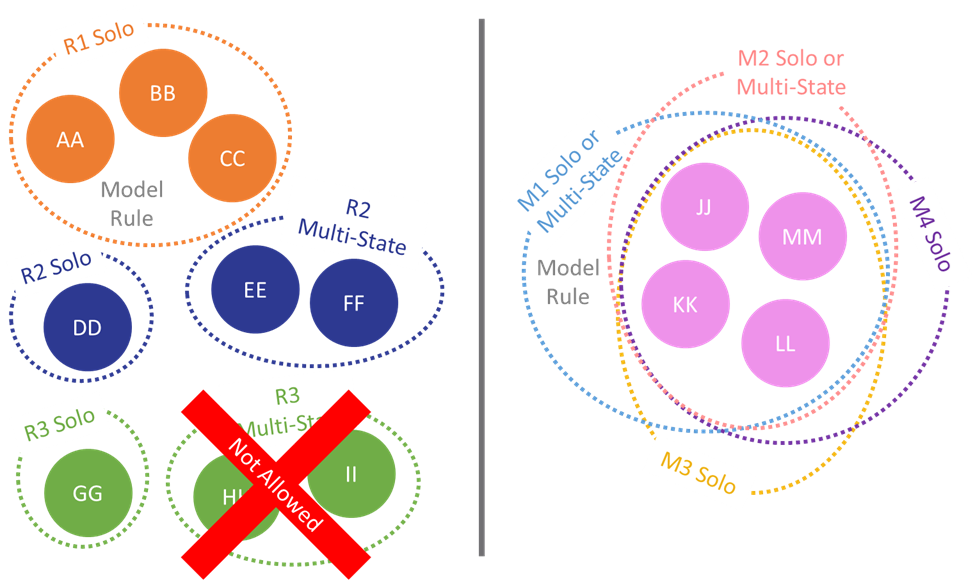 R1 Solo
AA
BB
CC
Model
Rule
R2 Solo
DD
R2
Multi-State
EE
FF
R3 Solo
GG
R3
Multi-State
II
Not Allowed
M1 Solo or
Multi-State
M2 Solo or
Multi-State
M4 Solo
M3 Solo
Model
Rule
JJ
MM
KK
LL